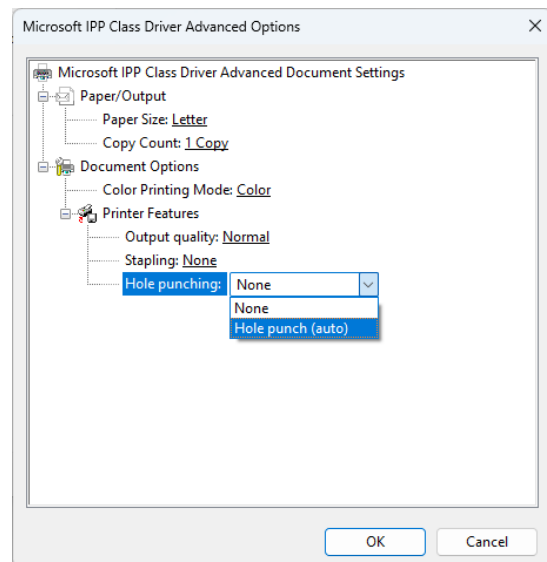 Microsoft IPP Class Driver Advanced Options
Microsoft IPP Class Driver Advanced Document Settings
Paper/Output
Paper Size: Letter
Copy Count: 1 Copy
Document Options
Color Printing Mode: Color
Printer Features
Output quality: Normal
Stapling: None
Hole punching: None
None
Hole punch (auto)
OK Cancel